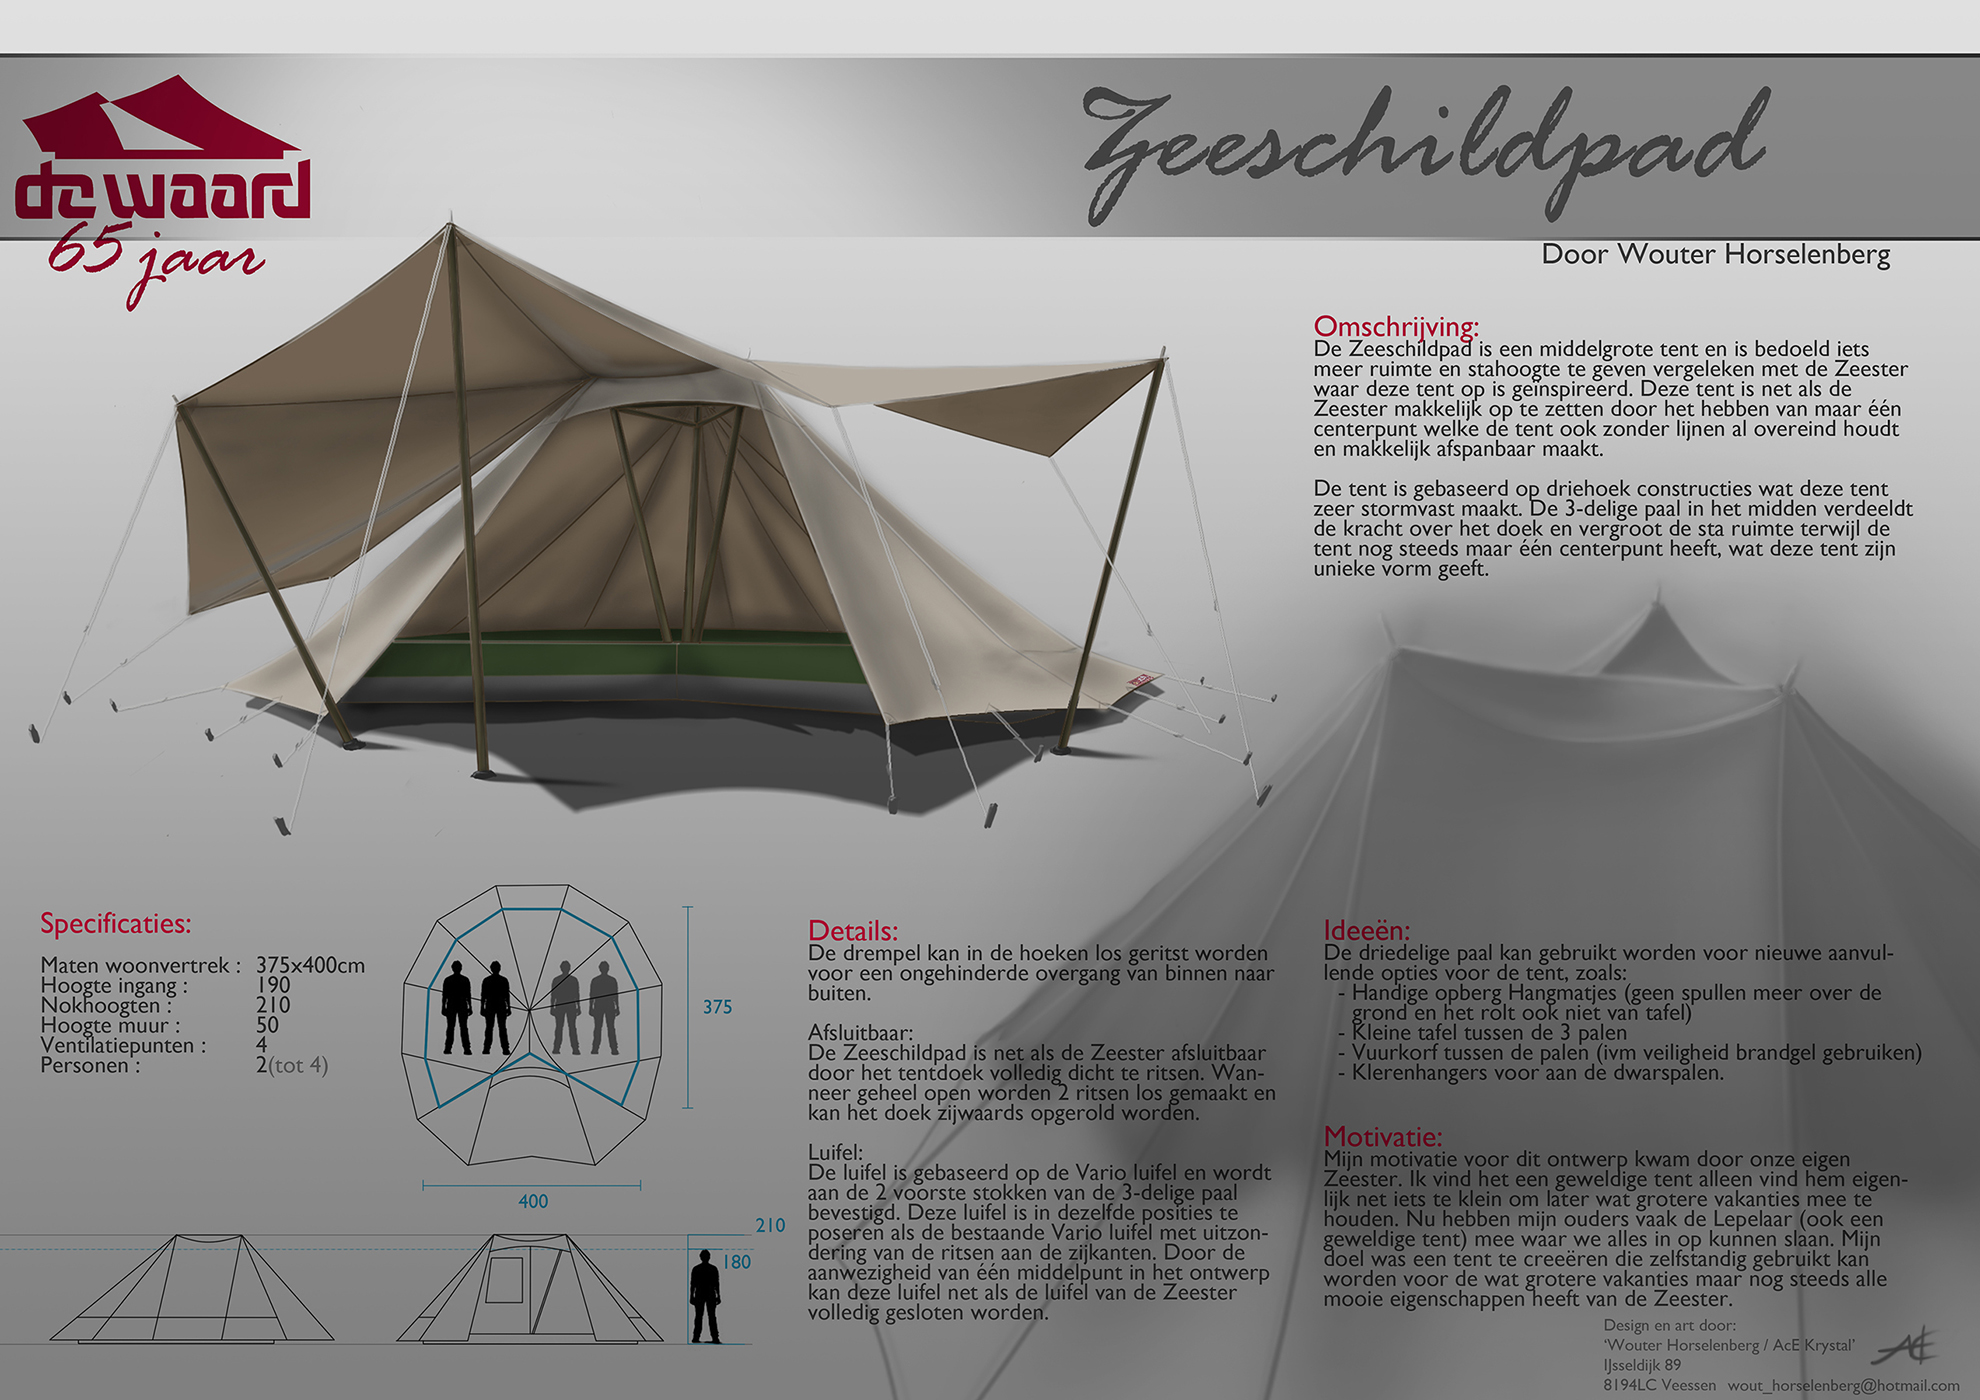 de waard
65 jaar
Zeeschildpad
Door Wouter Horselenberg
Omschrijving:
De Zeeschildpad is een middelgrote tent en is bedoeld iets
meer ruimte en stahoogte te geven vergeleken met de Zeester
waar deze tent op is geïnspireerd. Deze tent is net als de
Zeester makkelijk op te zetten door het hebben van maar één
centerpunt welke de tent ook zonder lijnen al overeind houdt
en makkelijk afspanbaar maakt.
De tent is gebaseerd op driehoek constructies wat deze tent
zeer stormvast maakt. De 3-delige paal in het midden verdeeldt
de kracht over het doek en vergroot de sta ruimte terwijl de
tent nog steeds maar één centerpunt heeft, wat deze tent zijn
unieke vorm geeft.
Specificaties:
Maten woonvertrek : 375x400cm
Hoogte ingang : 190
Nokhoogten : 210
Hoogte muur : 50
Ventilatiepunten : 4
Personen : 2(tot 4)
375
400
210
180
Details:
De drempel kan in de hoeken los geritst worden
voor een ongehinderde overgang van binnen naar
buiten.
Afsluitbaar:
De Zeeschildpad is net als de Zeester afsluitbaar
door het tentdoek volledig dicht te ritsen. Wan-
neer geheel open worden 2 ritsen los gemaakt en
kan het doek zijwaards opgerold worden.
Luifel:
De luifel is gebaseerd op de Vario luifel en wordt
aan de 2 voorste stokken van de 3-delige paal
bevestigd. Deze luifel is in dezelfde posities te
poseren als de bestaande Vario luifel met uitzon-
dering van de ritsen aan de zijkanten. Door de
aanwezigheid van één middelpunt in het ontwerp
kan deze luifel net als de luifel van de Zeester
volledig gesloten worden.
Ideeën:
De driedelige paal kan gebruikt worden voor nieuwe aanvul-
lende opties voor de tent, zoals:
- Handige opberg Hangmatjes (geen spullen meer over de
grond en het rolt ook niet van tafel)
- Kleine tafel tussen de 3 palen
- Vuurkorf tussen de palen (ivm veiligheid brandgel gebruiken)
- Klerenhangers voor aan de dwarspalen.
Motivatie:
Mijn motivatie voor dit ontwerp kwam door onze eigen
Zeester. Ik vind het een geweldige tent alleen vind hem eigen-
lijk net iets te klein om later wat grotere vakanties mee te
houden. Nu hebben mijn ouders vaak de Lepelaar (ook een
geweldige tent) mee waar we alles in op kunnen slaan. Mijn
doel was een tent te creeëren die zelfstandig gebruikt kan
worden voor de wat grotere vakanties maar nog steeds alle
mooie eigenschappen heeft van de Zeester.
Design en art door:
'Wouter Horselenberg / AcE Krystal'
IJsseldijk 89
8194LC Veessen wout_horselenberg@hotmail.com